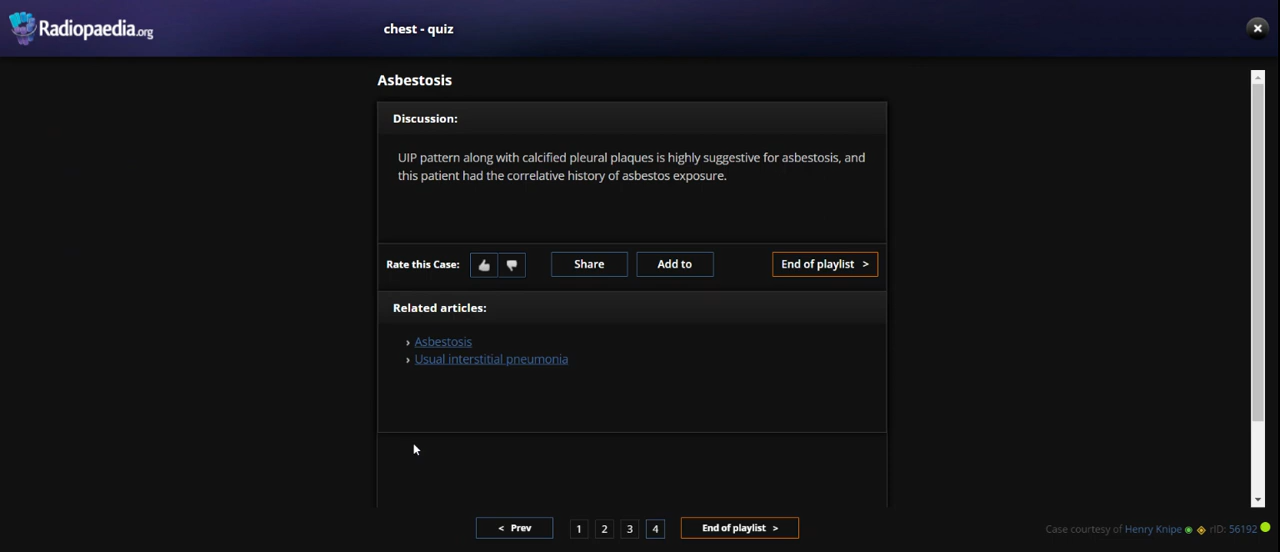 Radiopaedia.org
chest - quiz
Asbestosis
Discussion:
UIP pattern along with calcified pleural plaques is highly suggestive for asbestosis, and
this patient had the correlative history of asbestos exposure.
Rate this Case: Share Add to End of playlist >
Related articles:
› Asbestosis
› Usual interstitial pneumonia
< Prev 1 2 3 4 End of playlist >
Case courtesy of Henry Knipe rID: 56192